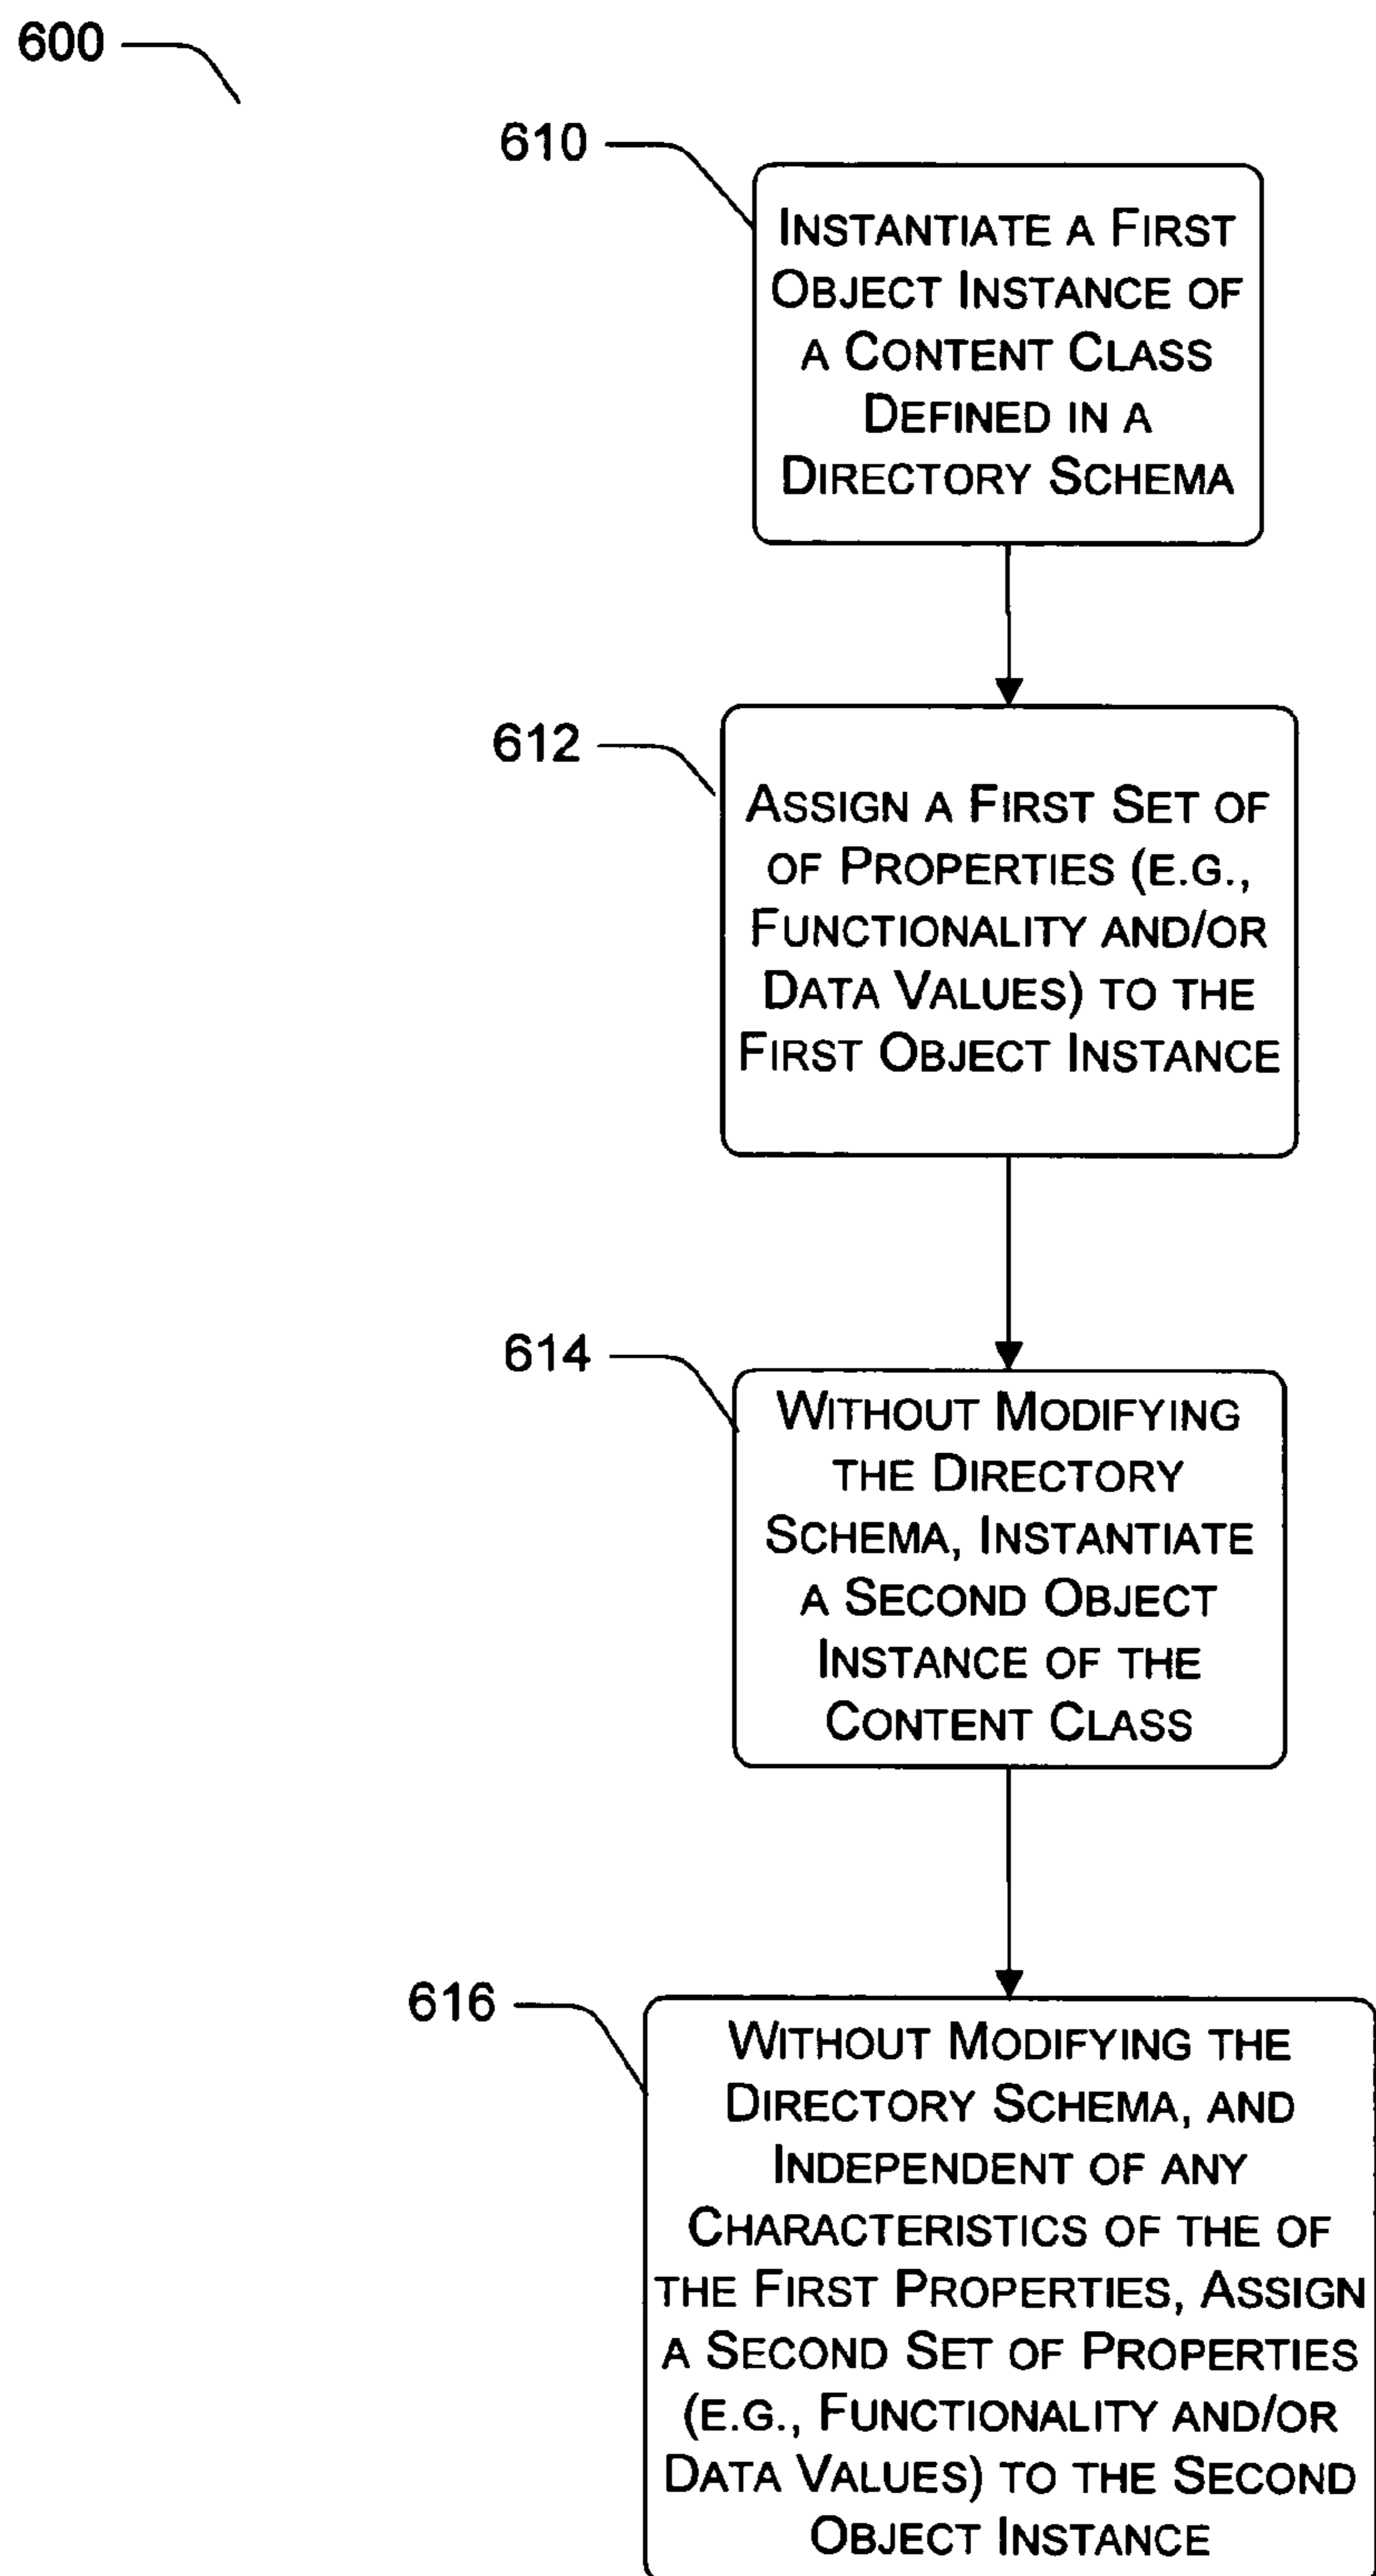 600
610
INSTANTIATE A FIRST
OBJECT INSTANCE OF
A CONTENT CLASS
DEFINED IN A
DIRECTORY SCHEMA
612
ASSIGN A FIRST SET OF
OF PROPERTIES (E.G.,
FUNCTIONALITY AND/OR
DATA VALUES) TO THE
FIRST OBJECT INSTANCE
614
WITHOUT MODIFYING
THE DIRECTORY
SCHEMA, INSTANTIATE
A SECOND OBJECT
INSTANCE OF THE
CONTENT CLASS
616
WITHOUT MODIFYING THE
DIRECTORY SCHEMA, AND
INDEPENDENT OF ANY
CHARACTERISTICS OF THE OF
THE FIRST PROPERTIES, ASSIGN
A SECOND SET OF PROPERTIES
(E.G., FUNCTIONALITY AND/OR
DATA VALUES) TO THE SECOND
OBJECT INSTANCE